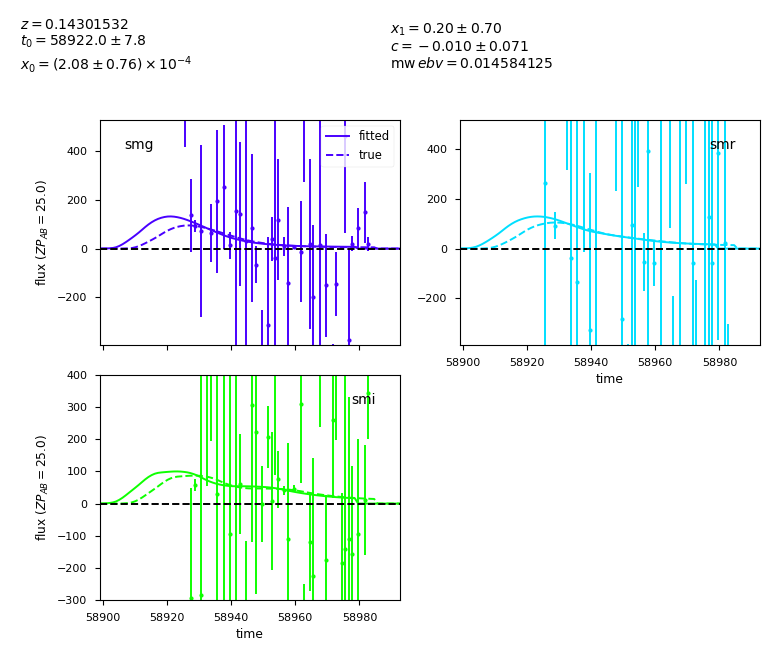 z = 0.14301532
t₀ = 58922.0 ± 7.8
x₀ = (2.08 ± 0.76) × 10⁻⁴
x₁ = 0.20 ± 0.70
c = −0.010 ± 0.071
mw ebv = 0.014584125
smg
fitted
true
400
200
0
−200
flux (ZP_AB = 25.0)
smr
400
200
0
−200
58900 58920 58940 58960 58980
time
smi
400
300
200
100
0
−100
−200
−300
flux (ZP_AB = 25.0)
58900 58920 58940 58960 58980
time